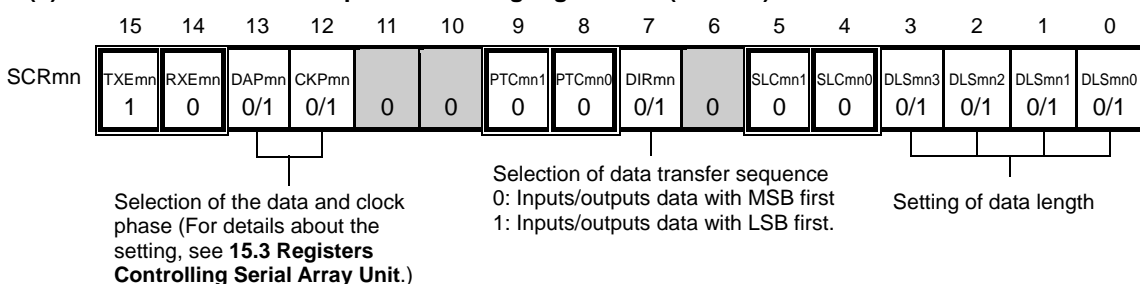 15 14 13 12 11 10 9 8 7 6 5 4 3 2 1 0
SCRmn
TXEmn RXEmn DAPmn CKPmn PTCmn1 PTCmn0 DIRmn SLCmn1 SLCmn0 DLSmn3 DLSmn2 DLSmn1 DLSmn0
1 0 0/1 0/1 0 0 0 0 0/1 0 0 0 0/1 0/1 0/1 0/1
Selection of the data and clock
phase (For details about the
setting, see 15.3 Registers
Controlling Serial Array Unit.)
Selection of data transfer sequence
0: Inputs/outputs data with MSB first
1: Inputs/outputs data with LSB first.
Setting of data length